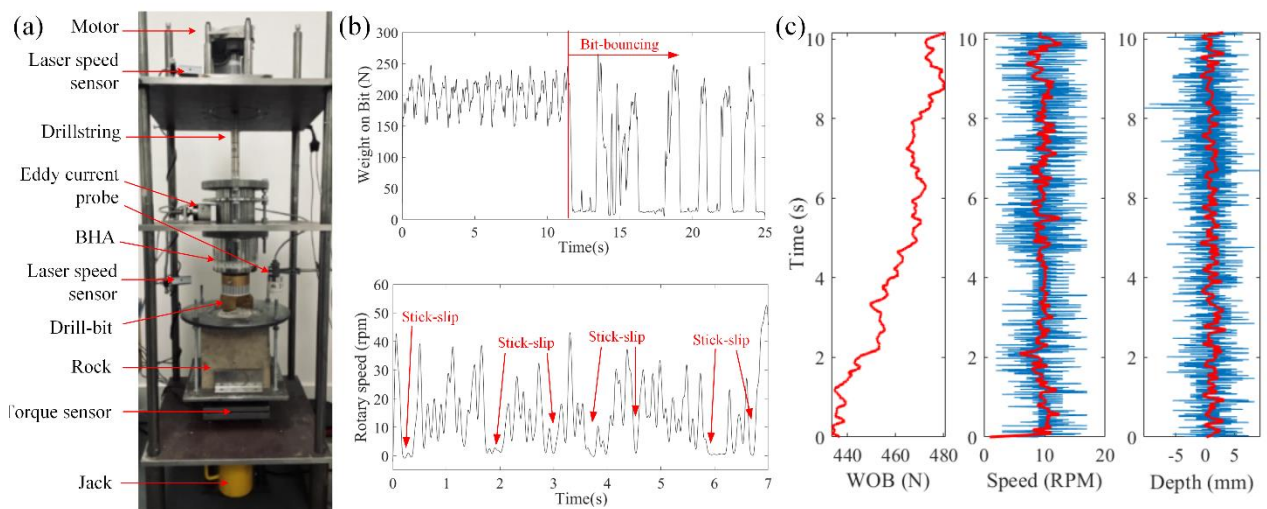 (a)
Motor
Laser speed
sensor
Drillstring
Eddy current
probe
BHA
Laser speed
sensor
Drill-bit
Rock
Torque sensor
Jack
(b)
Bit-bouncing
Weight on Bit (N)
300
250
200
150
100
50
0
0 5 10 15 20 25
Time(s)
Rotary speed (rpm)
60
50
40
30
20
10
0
Stick-slip
Stick-slip
Stick-slip
Stick-slip
0 1 2 3 4 5 6 7
Time(s)
(c)
Time (s)
10
8
6
4
2
0
440 460 480
WOB (N)
10
8
6
4
2
0
0 10 20
Speed (RPM)
10
8
8
6
4
2
0
-5 0 5
Depth (mm)